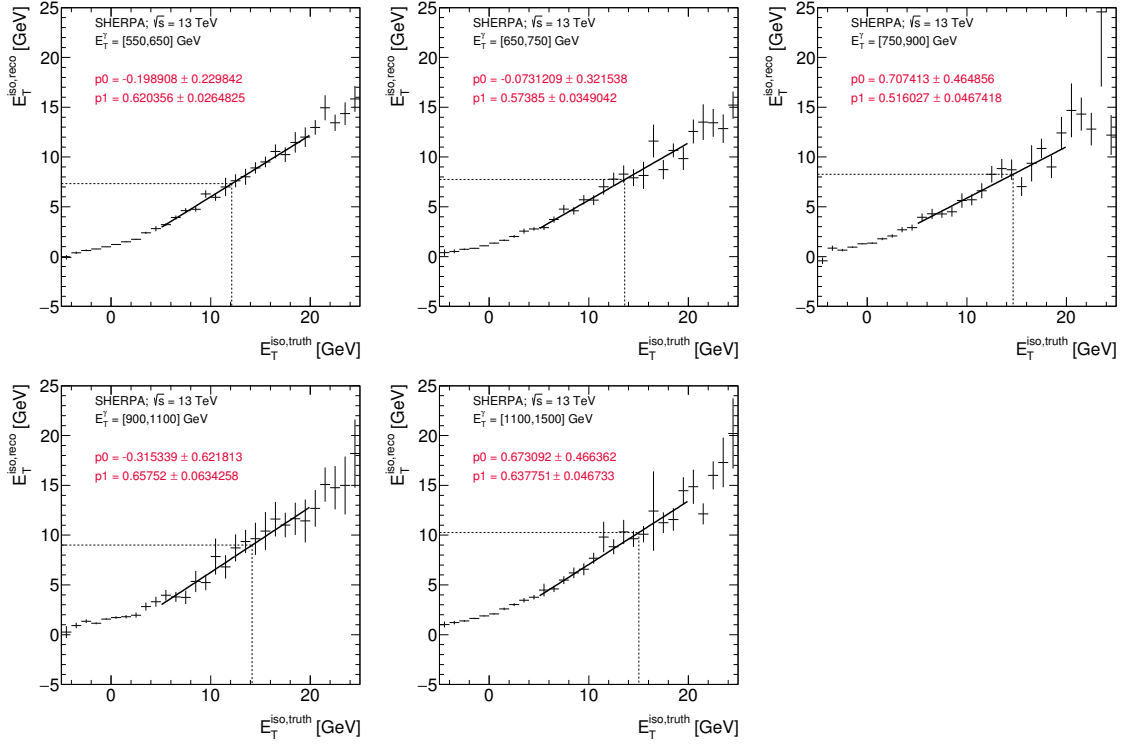 SHERPA; √s = 13 TeV
E_T^γ = [550,650] GeV
p0 = -0.198908 ± 0.229842
p1 = 0.620356 ± 0.0264825
E_T^iso,reco [GeV]
25
20
15
10
5
0
−5
0 10 20
E_T^iso,truth [GeV]
SHERPA; √s = 13 TeV
E_T^γ = [650,750] GeV
p0 = -0.0731209 ± 0.321538
p1 = 0.57385 ± 0.0349042
E_T^iso,reco [GeV]
25
20
15
10
5
0
−5
0 10 20
E_T^iso,truth [GeV]
SHERPA; √s = 13 TeV
E_T^γ = [750,900] GeV
p0 = 0.707413 ± 0.464856
p1 = 0.516027 ± 0.0467418
E_T^iso,reco [GeV]
25
20
15
10
5
0
−5
0 10 20
E_T^iso,truth [GeV]
SHERPA; √s = 13 TeV
E_T^γ = [900,1100] GeV
p0 = -0.315339 ± 0.621813
p1 = 0.65752 ± 0.0634258
E_T^iso,reco [GeV]
25
20
15
10
5
0
−5
0 10 20
E_T^iso,truth [GeV]
SHERPA; √s = 13 TeV
E_T^γ = [1100,1500] GeV
p0 = 0.673092 ± 0.466362
p1 = 0.637751 ± 0.046733
E_T^iso,reco [GeV]
25
20
15
10
5
0
−5
0 10 20
E_T^iso,truth [GeV]